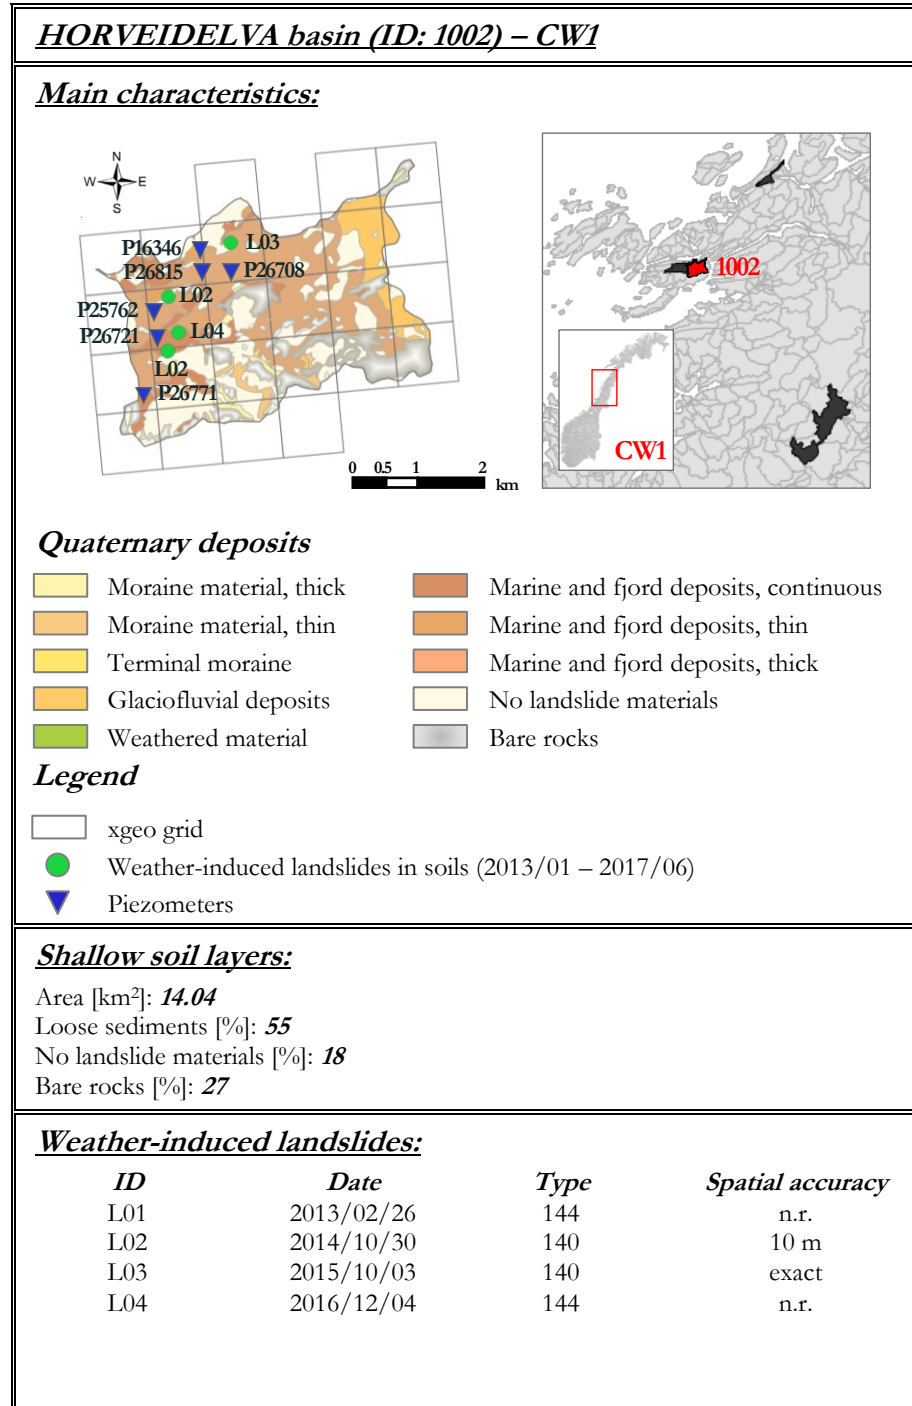 HORVEIDELVA basin (ID: 1002) – CW1
Main characteristics:
N
W E
S
P16346
L03
P26815
P26708
L02
P25762
L04
P26721
L02
P26771
0 0.5 1 2
km
1002
CW1
Quaternary deposits
Moraine material, thick
Marine and fjord deposits, continuous
Moraine material, thin
Marine and fjord deposits, thin
Terminal moraine
Marine and fjord deposits, thick
Glaciofluvial deposits
No landslide materials
Weathered material
Bare rocks
Legend
xgeo grid
Weather-induced landslides in soils (2013/01 – 2017/06)
Piezometers
Shallow soil layers:
Area [km²]: 14.04
Loose sediments [%]: 55
No landslide materials [%]: 18
Bare rocks [%]: 27
Weather-induced landslides:
ID Date Type Spatial accuracy
L01 2013/02/26 144 n.r.
L02 2014/10/30 140 10 m
L03 2015/10/03 140 exact
L04 2016/12/04 144 n.r.